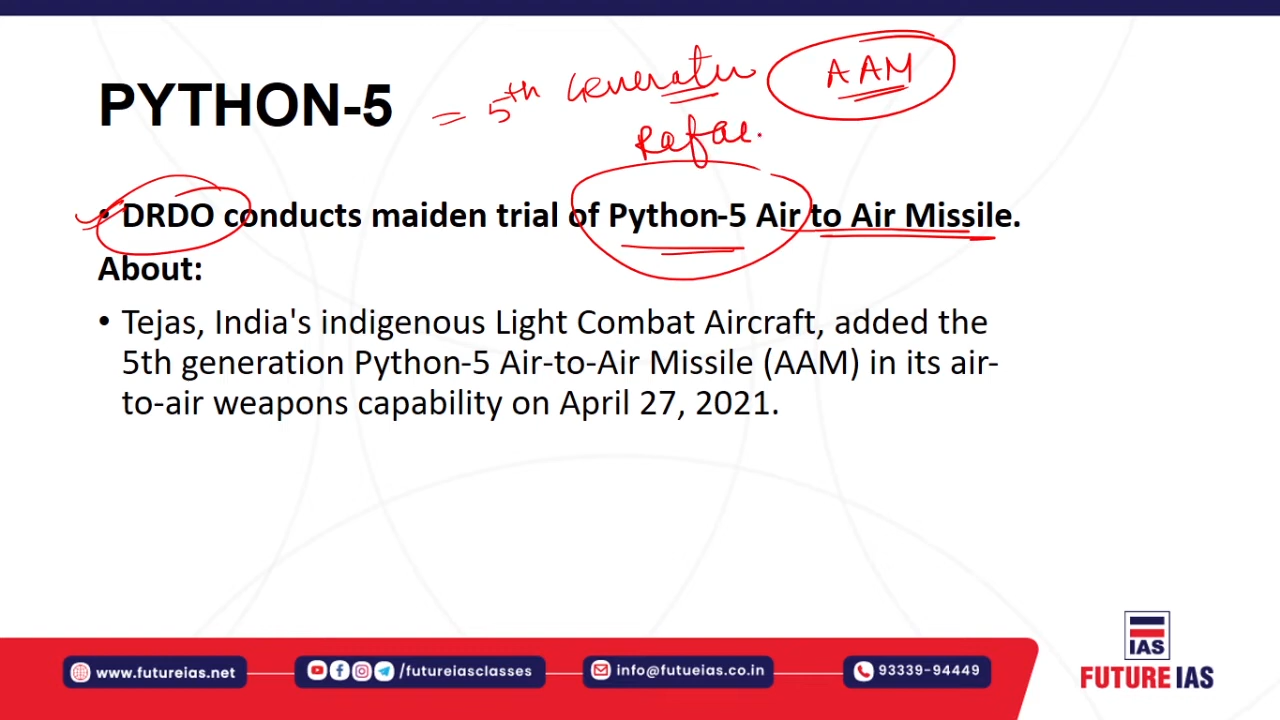 PYTHON-5 = 5th Generatu AAM
Rafae.
• DRDO conducts maiden trial of Python-5 Air to Air Missile.
About:
• Tejas, India's indigenous Light Combat Aircraft, added the
5th generation Python-5 Air-to-Air Missile (AAM) in its air-
to-air weapons capability on April 27, 2021.
www.futureias.net
/futureiasclasses
info@futueias.co.in
93339-94449
IAS
FUTURE IAS